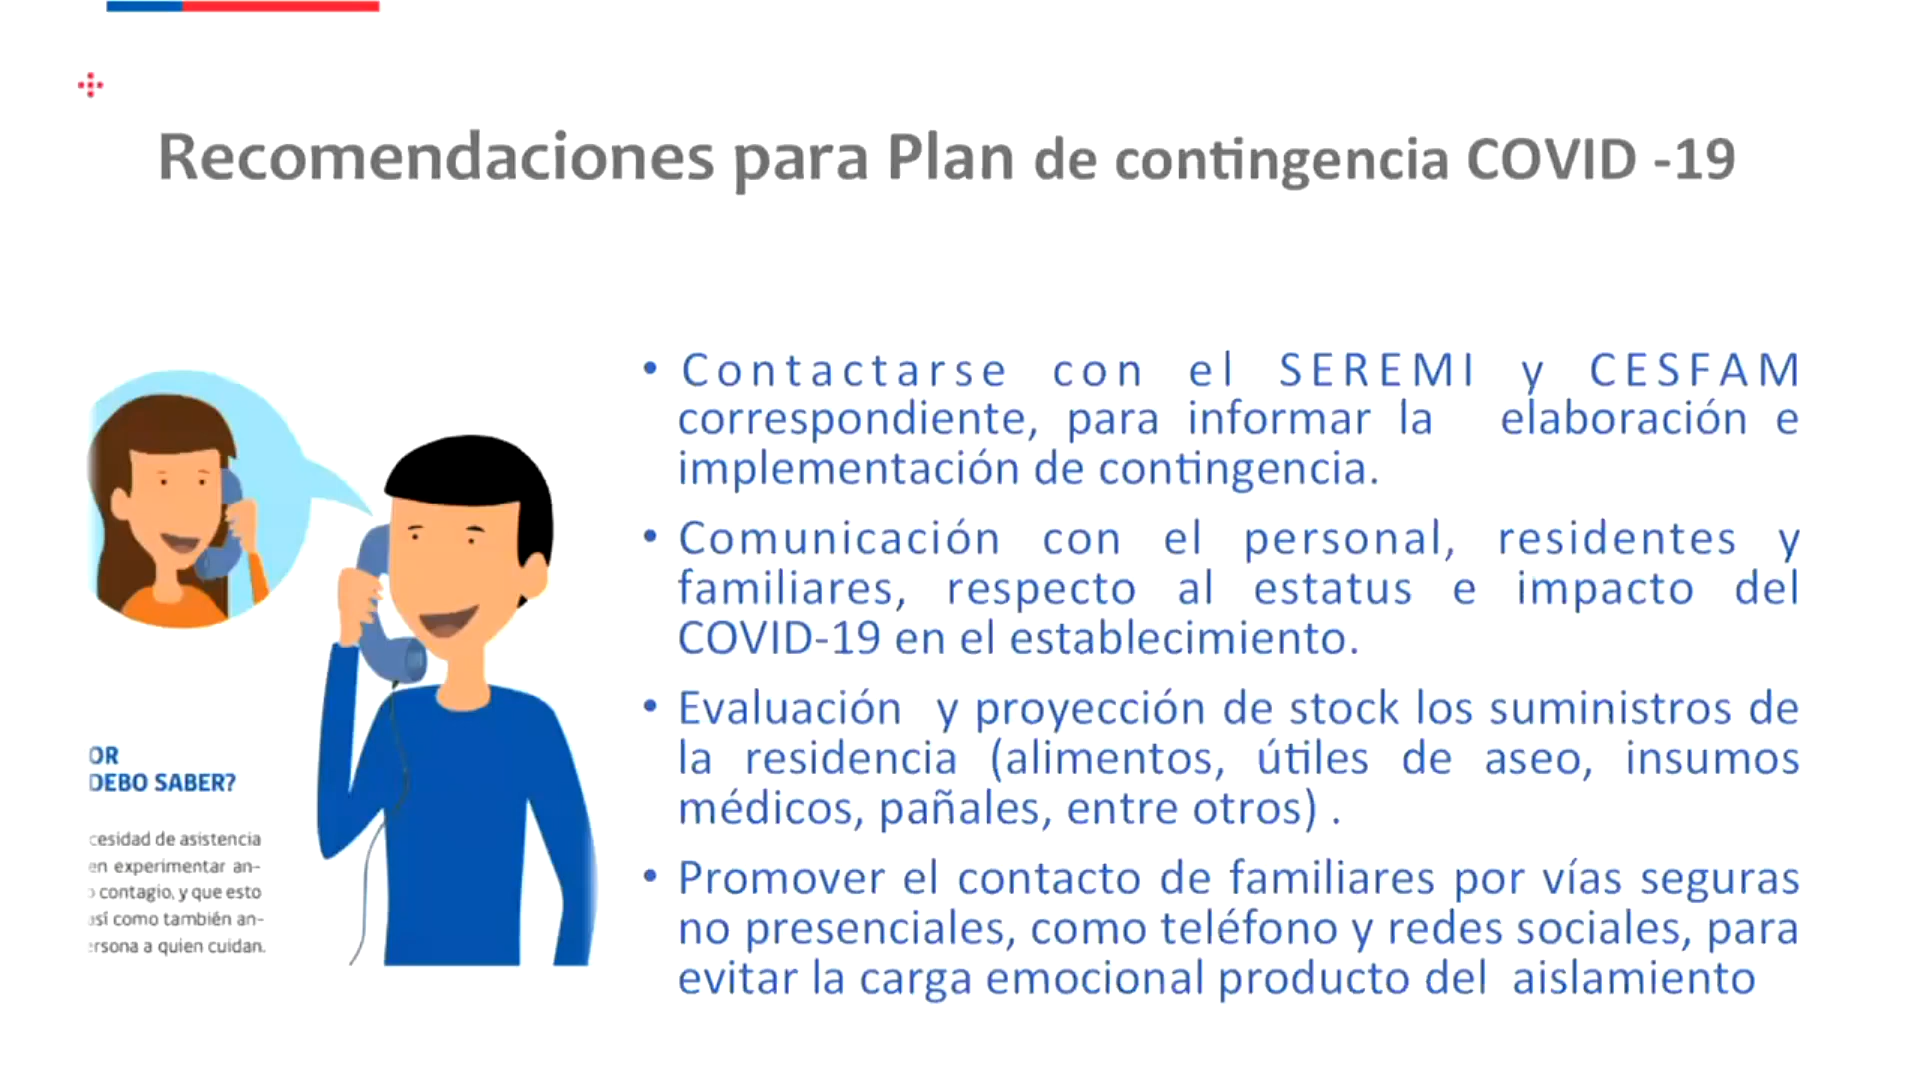 Recomendaciones para Plan de contingencia COVID -19
• Contactarse con el SEREMI y CESFAM
correspondiente, para informar la elaboración e
implementación de contingencia.
• Comunicación con el personal, residentes y
familiares, respecto al estatus e impacto del
COVID-19 en el establecimiento.
• Evaluación y proyección de stock los suministros de
la residencia (alimentos, útiles de aseo, insumos
médicos, pañales, entre otros) .
• Promover el contacto de familiares por vías seguras
no presenciales, como teléfono y redes sociales, para
evitar la carga emocional producto del aislamiento
OR
DEBO SABER?
cesidad de asistencia
en experimentar an-
contagio, y que esto
así como también an-
ersona a quien cuidan.